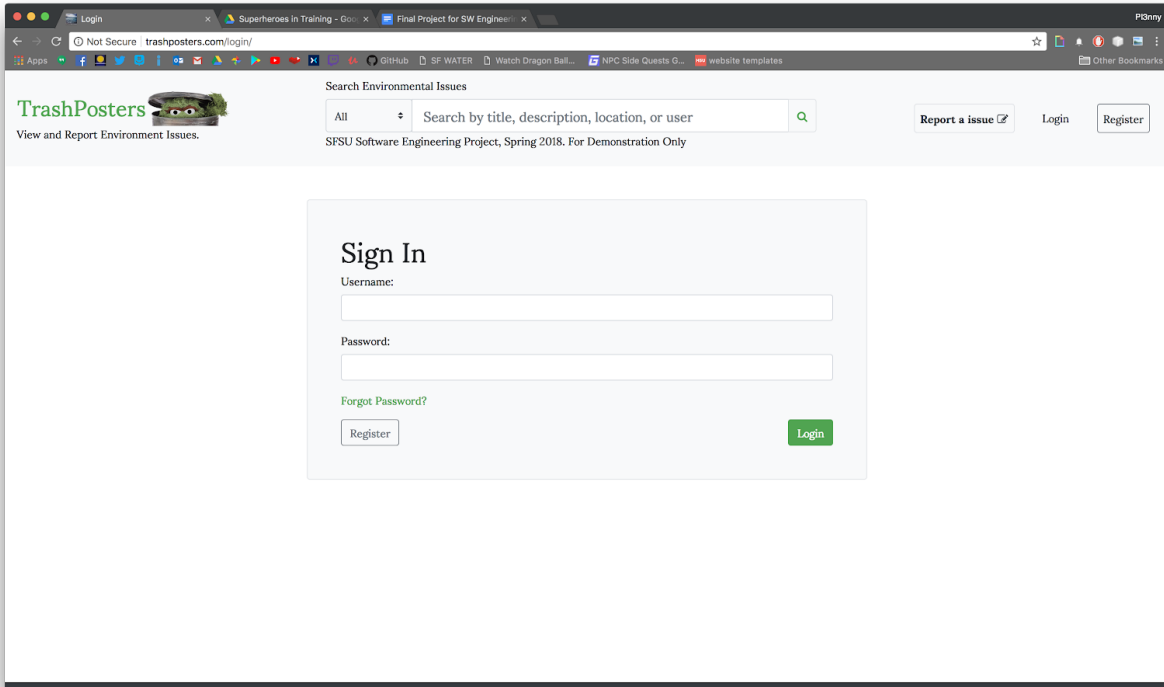 Login
Superheroes in Training - Goo
Final Project for SW Engineeri
Pl3nny
Not Secure trashposters.com/login/
Apps
GitHub
SF WATER
Watch Dragon Ball...
NPC Side Quests G...
website templates
Other Bookmarks
TrashPosters
View and Report Environment Issues.
Search Environmental Issues
All
Search by title, description, location, or user
SFSU Software Engineering Project, Spring 2018. For Demonstration Only
Report a issue
Login
Register
Sign In
Username:
Password:
Forgot Password?
Register
Login